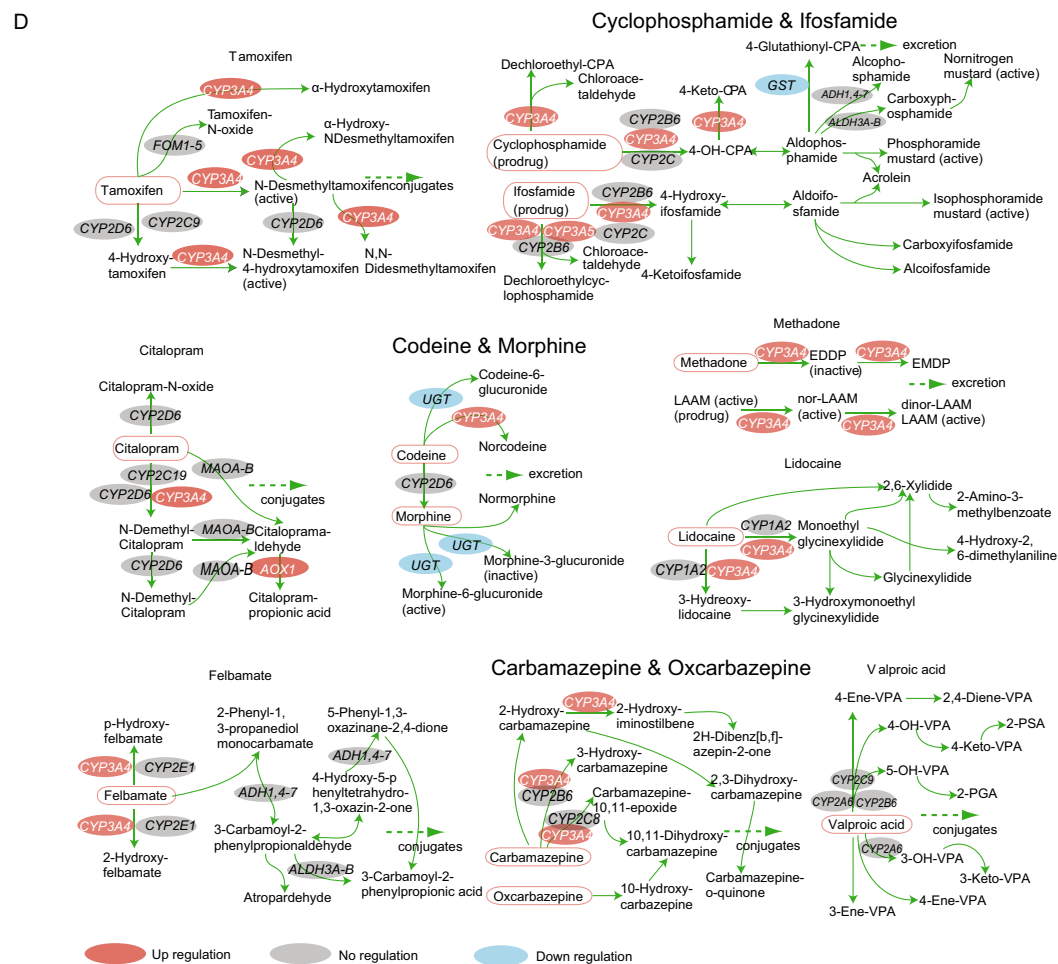 D
Tamoxifen
CYP3A4
α-Hydroxytamoxifen
Tamoxifen-
N-oxide
FOM1-5
α-Hydroxy-
NDesmethyltamoxifen
CYP3A4
Tamoxifen
CYP3A4
N-Desmethyltamoxifenconjugates
(active)
CYP2D6
CYP2C9
CYP2D6
CYP3A4
4-Hydroxy-
tamoxifen
CYP3A4
N-Desmethyl-
4-hydroxytamoxifen
(active)
N,N-
Didesmethyltamoxifen
Cyclophosphamide & Ifosfamide
4-Glutathionyl-CPA
excretion
Dechloroethyl-CPA
Chloroace-
taldehyde
CYP3A4
4-Keto-CPA
CYP3A4
GST
Alcopho-
sphamide
ADH1,4-7
Nornitrogen
mustard (active)
Carboxyph-
osphamide
ALDH3A-B
Cyclophosphamide
(prodrug)
CYP2B6
CYP3A4
CYP2C
4-OH-CPA
Aldophos-
phamide
Phosphoramide
mustard (active)
Acrolein
Ifosfamide
(prodrug)
CYP2B6
CYP3A4
CYP2C
4-Hydroxy-
ifosfamide
Aldoifo-
sfamide
Isophosphoramide
mustard (active)
CYP3A4
CYP3A5
CYP2B6
Chloroace-
taldehyde
Dechloroethylcyc-
lophosphamide
4-Ketoifosfamide
Carboxyifosfamide
Alcoifosfamide
Citalopram
Citalopram-N-oxide
CYP2D6
Citalopram
CYP2C19
CYP2D6
CYP3A4
MAOA-B
conjugates
N-Demethyl-
Citalopram
MAOA-B
Citaloprama-
ldehyde
CYP2D6
MAOA-B
AOX1
N-Demethyl-
Citalopram
Citalopram-
propionic acid
Codeine & Morphine
Codeine-6-
glucuronide
UGT
CYP3A4
Norcodeine
Codeine
CYP2D6
excretion
Normorphine
Morphine
UGT
UGT
Morphine-3-glucuronide
(inactive)
Morphine-6-glucuronide
(active)
Methadone
Methadone
CYP3A4
EDDP
(inactive)
CYP3A4
EMDP
excretion
LAAM (active)
(prodrug)
CYP3A4
nor-LAAM
(active)
CYP3A4
dinor-LAAM
LAAM (active)
Lidocaine
2,6-Xylidide
2-Amino-3-
methylbenzoate
Lidocaine
CYP1A2
CYP3A4
Monoethyl
glycinexylidide
4-Hydroxy-2,
6-dimethylaniline
CYP1A2
CYP3A4
Glycinexylidide
3-Hydreoxy-
lidocaine
3-Hydroxymonoethyl
glycinexylidide
Felbamate
p-Hydroxy-
felbamate
CYP3A4
CYP2E1
Felbamate
CYP3A4
CYP2E1
2-Hydroxy-
felbamate
2-Phenyl-1,
3-propanediol
monocarbamate
ADH1,4-7
5-Phenyl-1,3-
oxazinane-2,4-dione
ADH1,4-7
4-Hydroxy-5-p
henyltetrahydro-
1,3-oxazin-2-one
3-Carbamoyl-2-
phenylpropionaldehyde
conjugates
ALDH3A-B
Atropardehyde
3-Carbamoyl-2-
phenylpropionic acid
Carbamazepine & Oxcarbazepine
2-Hydroxy-
carbamazepine
CYP3A4
2-Hydroxy-
iminostilbene
2H-Dibenz[b,f]-
azepin-2-one
3-Hydroxy-
carbamazepine
CYP3A4
CYP2B6
Carbamazepine-
10,11-epoxide
2,3-Dihydroxy-
carbamazepine
CYP2C8
CYP3A4
Carbamazepine
10,11-Dihydroxy-
carbamazepine
conjugates
Oxcarbazepine
10-Hydroxy-
carbazepine
Carbamazepine-
o-quinone
Valproic acid
4-Ene-VPA
2,4-Diene-VPA
4-OH-VPA
2-PSA
4-Keto-VPA
CYP2C9
5-OH-VPA
CYP2A6
CYP2B6
2-PGA
Valproic acid
conjugates
CYP2A6
3-OH-VPA
3-Keto-VPA
3-Ene-VPA
4-Ene-VPA
Up regulation
No regulation
Down regulation